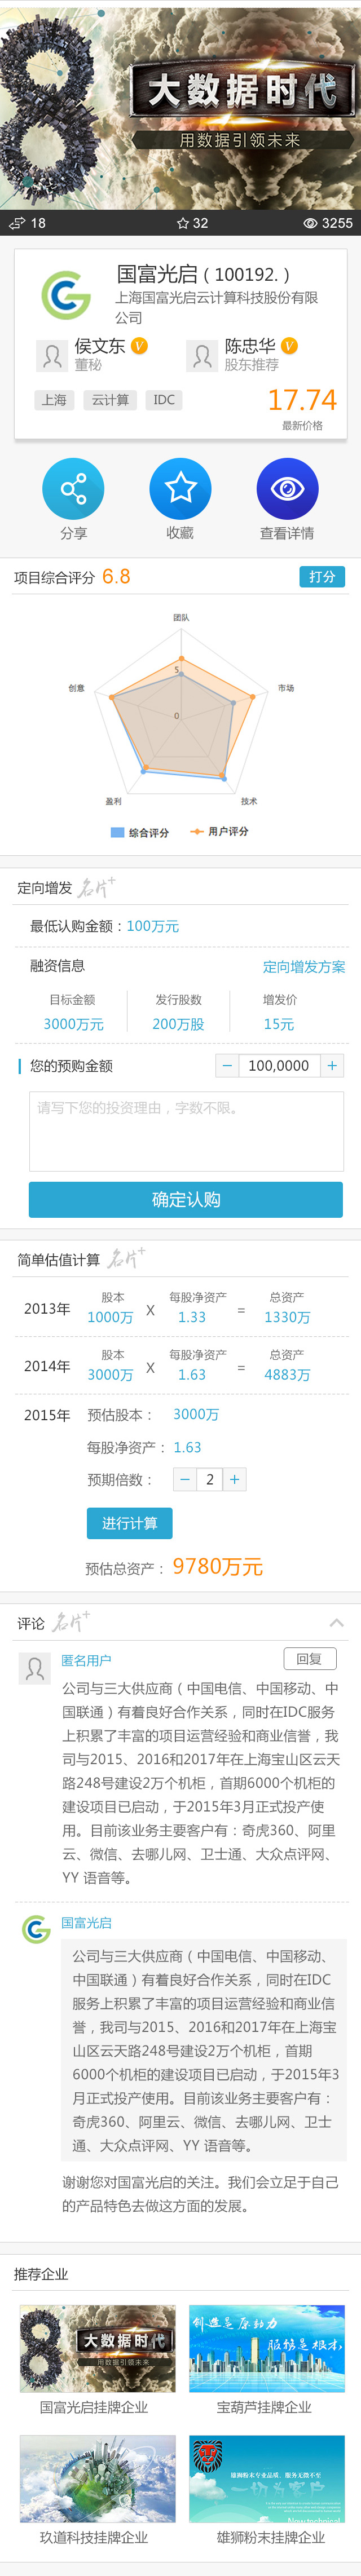 大数据时代
用数据引领未来
18
32
3255
国富光启 ( 100192. )
上海国富光启云计算科技股份有限
公司
侯文东 V
陈忠华 V
董秘
股东推荐
上海
云计算
IDC
17.74
最新价格
分享
收藏
查看详情
项目综合评分 6.8
打分
团队
创意
市场
5
0
盈利
技术
综合评分
用户评分
定向增发 名片+
最低认购金额：100万元
融资信息
定向增发方案
目标金额
发行股数
增发价
3000万元
200万股
15元
您的预购金额
− 100,0000 +
请写下您的投资理由，字数不限。
确定认购
简单估值计算 名片+
2013年
股本
每股净资产
总资产
1000万 X 1.33 = 1330万
2014年
股本
每股净资产
总资产
3000万 X 1.63 = 4883万
2015年
预估股本： 3000万
每股净资产： 1.63
预期倍数： − 2 +
进行计算
预估总资产： 9780万元
评论 名片+
匿名用户
回复
公司与三大供应商（中国电信、中国移动、中
国联通）有着良好合作关系，同时在IDC服务
上积累了丰富的项目运营经验和商业信誉，我
司与2015、2016和2017年在上海宝山区云天
路248号建设2万个机柜，首期6000个机柜的
建设项目已启动，于2015年3月正式投产使
用。目前该业务主要客户有：奇虎360、阿里
云、微信、去哪儿网、卫士通、大众点评网、
YY 语音等。
国富光启
公司与三大供应商（中国电信、中国移动、
中国联通）有着良好合作关系，同时在IDC
服务上积累了丰富的项目运营经验和商业信
誉，我司与2015、2016和2017年在上海宝
山区云天路248号建设2万个机柜，首期
6000个机柜的建设项目已启动，于2015年3
月正式投产使用。目前该业务主要客户有：
奇虎360、阿里云、微信、去哪儿网、卫士
通、大众点评网、YY 语音等。
谢谢您对国富光启的关注。我们会立足于自己
的产品特色去做这方面的发展。
推荐企业
大数据时代
用数据引领未来
创造是原动力
服务是根本
国富光启挂牌企业
宝葫芦挂牌企业
雄狮粉末专业品质、服务无微不至
New technical
玖道科技挂牌企业
雄狮粉末挂牌企业